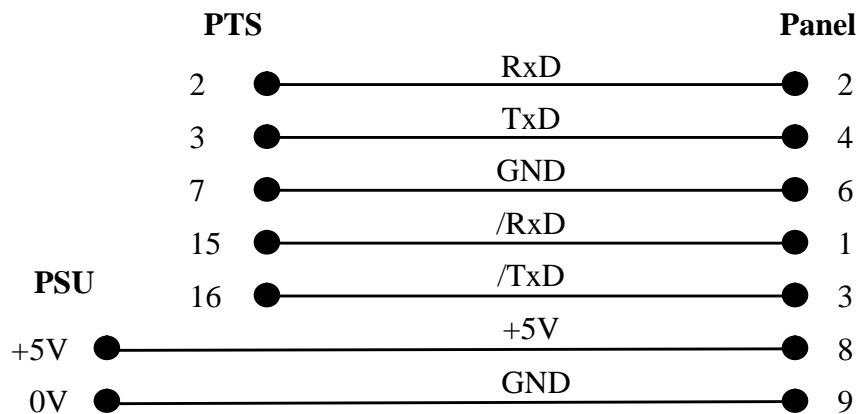 PTS Panel
2 RxD 2
3 TxD 4
7 GND 6
15 /RxD 1
PSU
16 /TxD 3
+5V +5V 8
0V GND 9